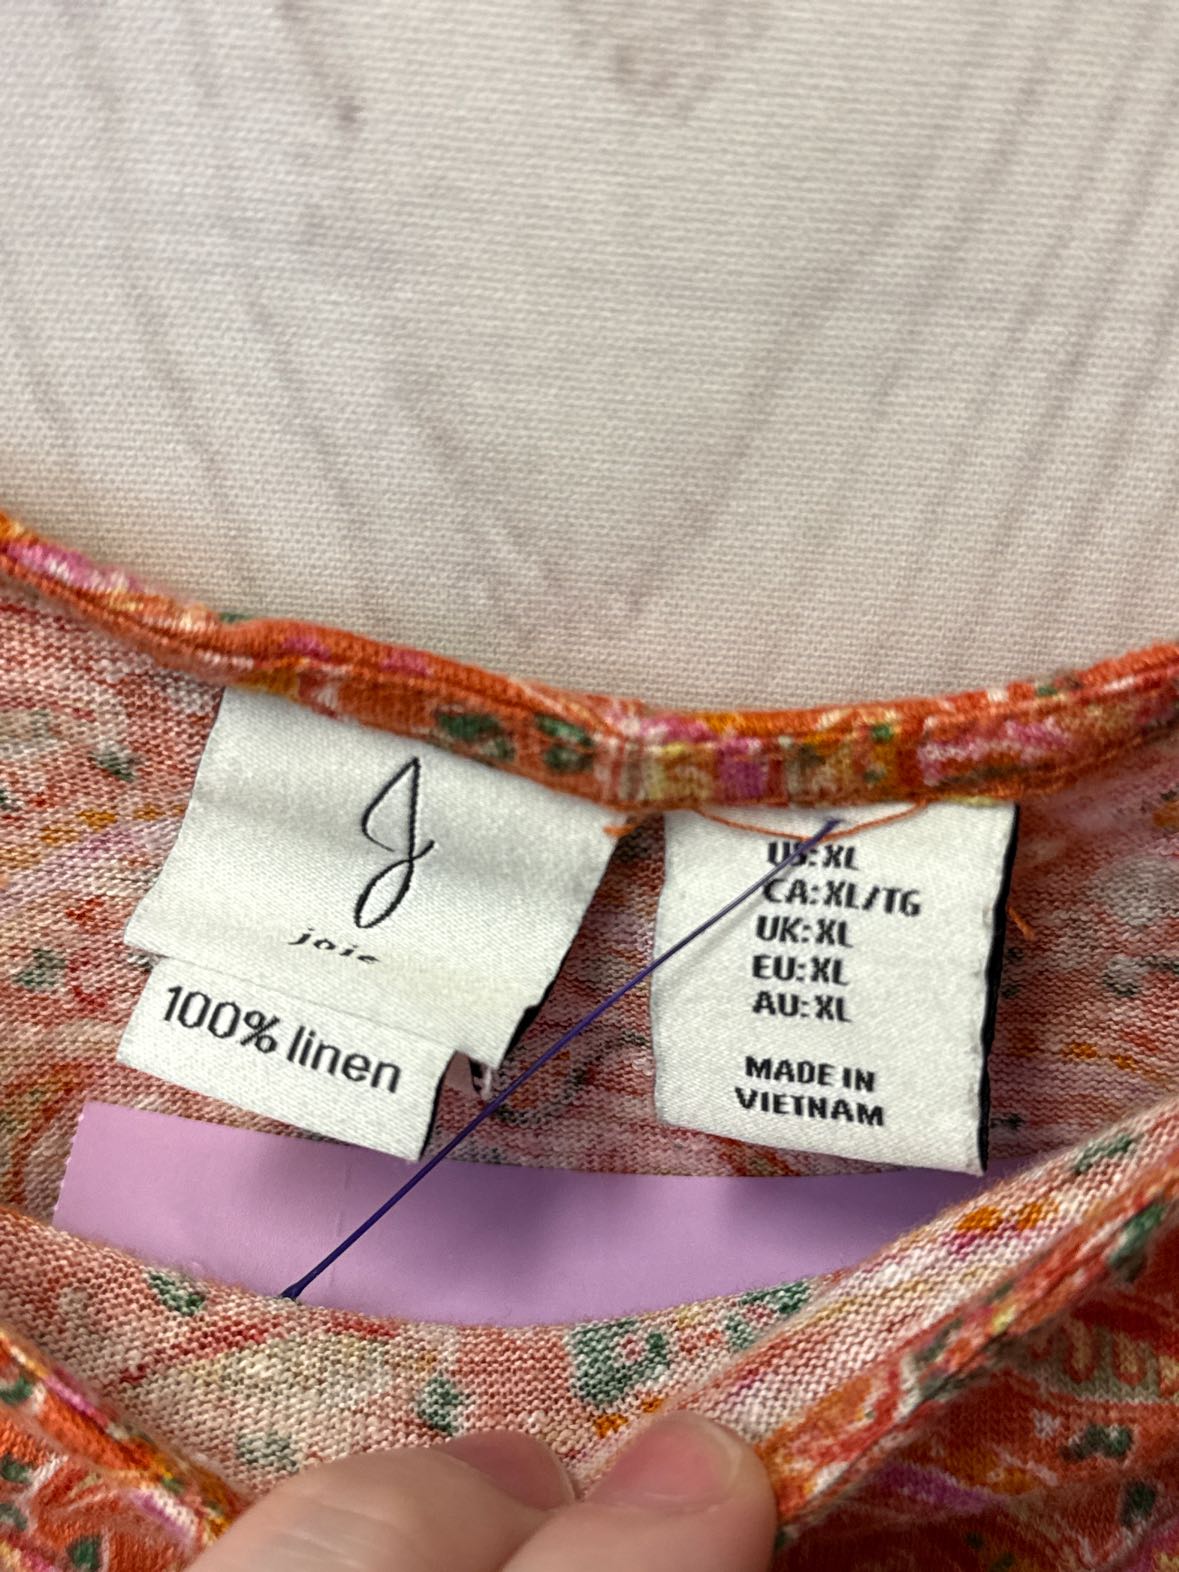 J
joie
100% linen
US: XL
CA: XL/TG
UK: XL
EU: XL
AU: XL
MADE IN
VIETNAM